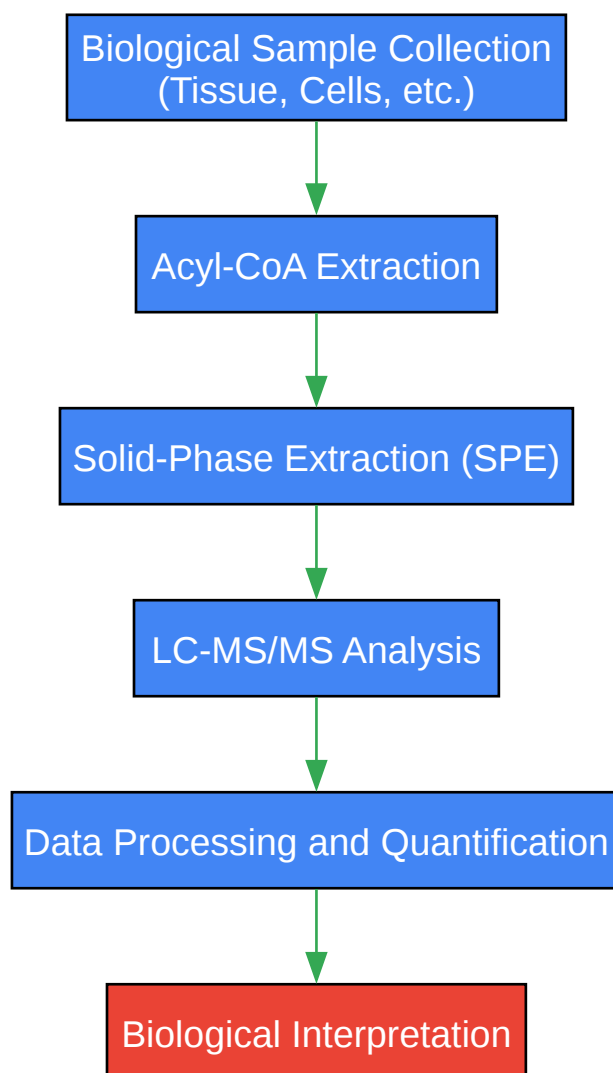 Biological Sample Collection
(Tissue, Cells, etc.)
Acyl-CoA Extraction
Solid-Phase Extraction (SPE)
LC-MS/MS Analysis
Data Processing and Quantification
Biological Interpretation